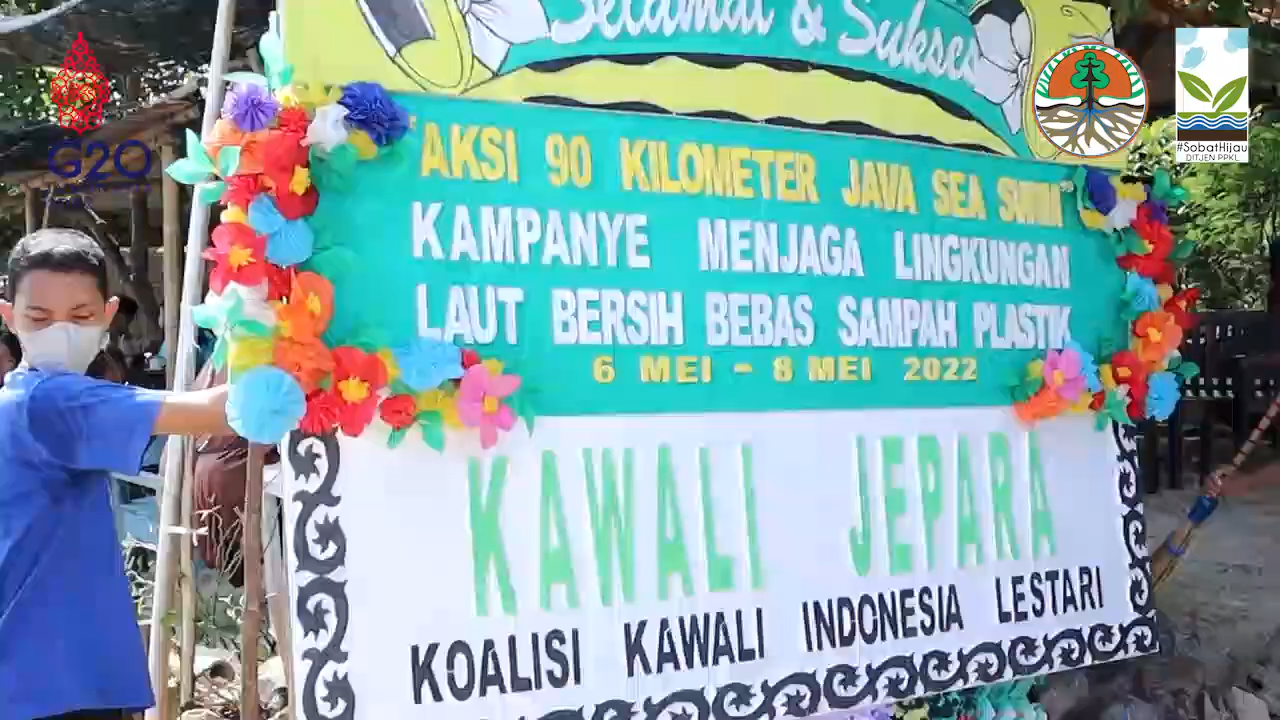 Selamat & Sukses
G20
#SobatHijau
DITJEN PPKL
"AKSI 90 KILOMETER JAVA SEA SWIM"
KAMPANYE MENJAGA LINGKUNGAN
LAUT BERSIH BEBAS SAMPAH PLASTIK
6 MEI - 8 MEI 2022
KAWALI JEPARA
KOALISI KAWALI INDONESIA LESTARI